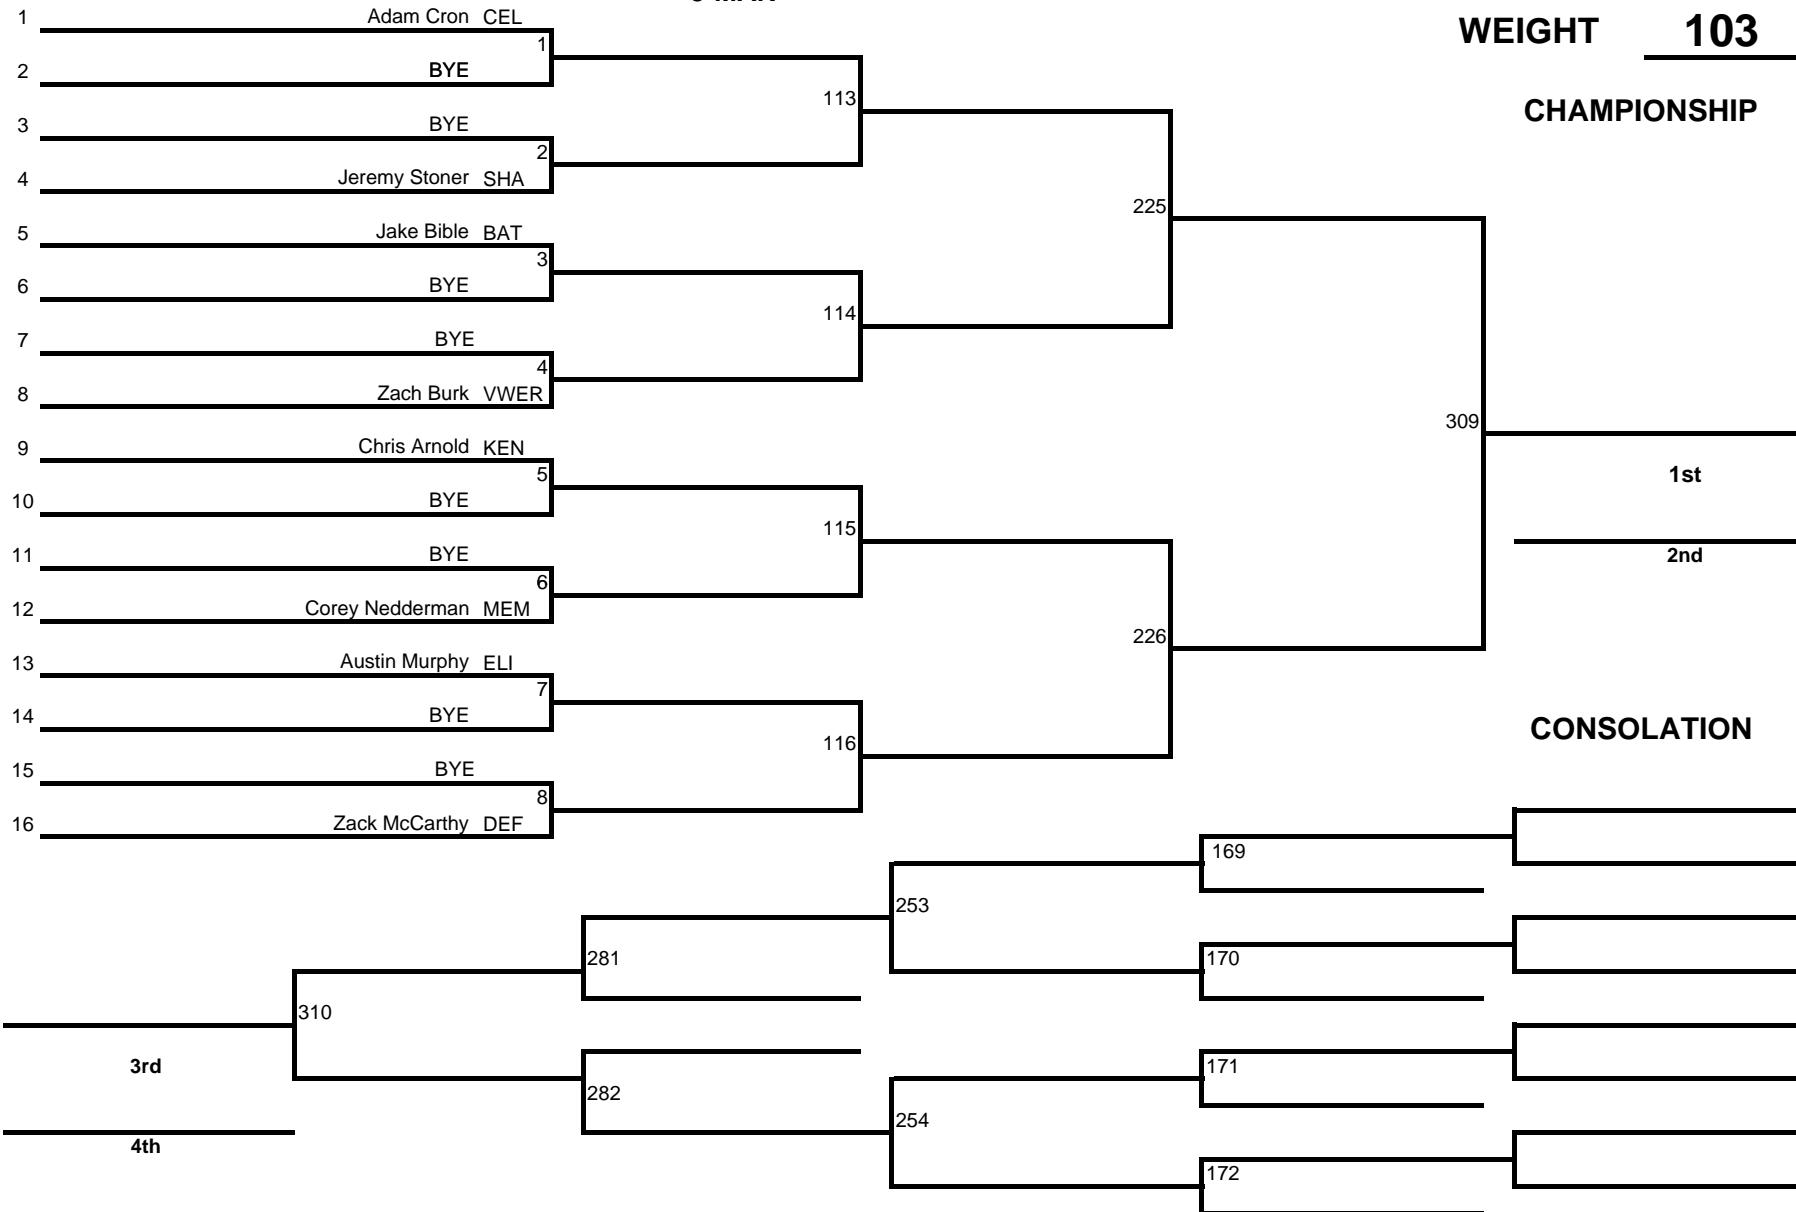 WEIGHT 103
CHAMPIONSHIP
1 Adam Cron CEL
1
2 BYE
113
3 BYE
2
4 Jeremy Stoner SHA
225
5 Jake Bible BAT
3
6 BYE
114
7 BYE
4
8 Zach Burk VWER
309
9 Chris Arnold KEN
5
1st
10 BYE
115
11 BYE
2nd
6
12 Corey Nedderman MEM
226
13 Austin Murphy ELI
7
14 BYE
CONSOLATION
116
15 BYE
8
16 Zack McCarthy DEF
169
253
281
170
310
3rd
171
282
254
4th
172